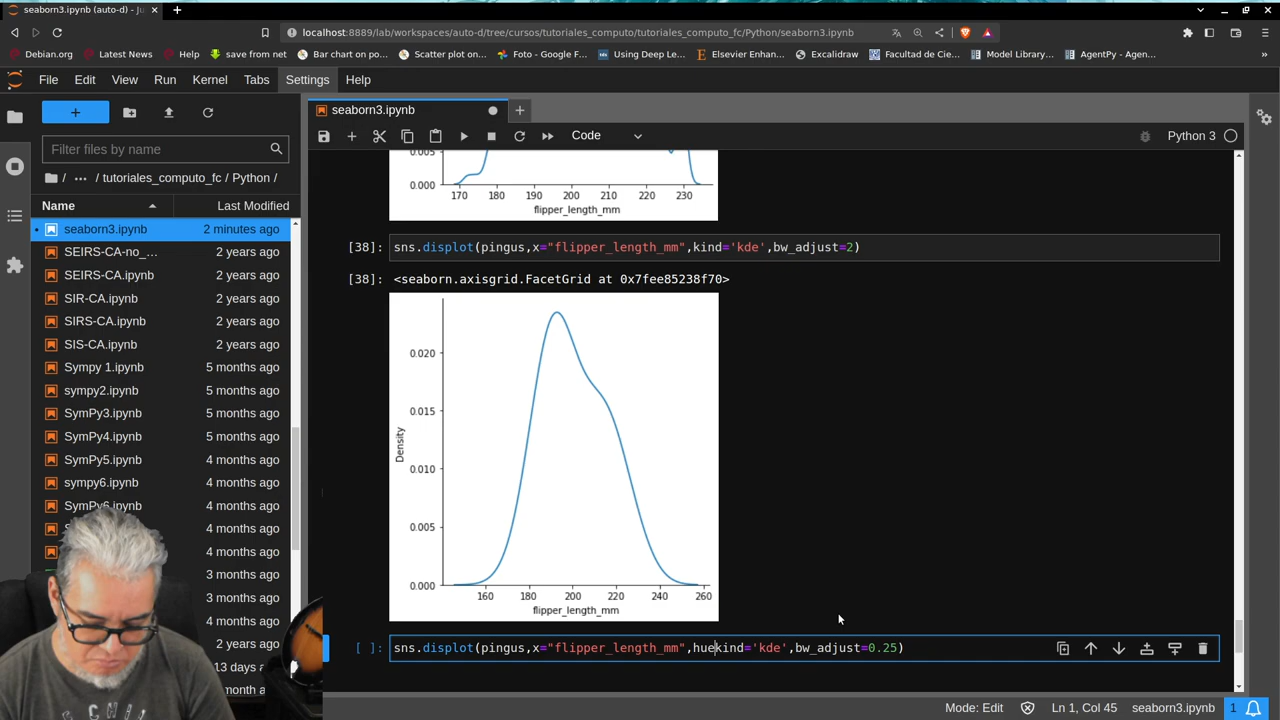 seaborn3.ipynb (auto-d) - Ju
localhost:8889/lab/workspaces/auto-d/tree/cursos/tutoriales_computo/tutoriales_computo_fc/Python/seaborn3.ipynb
Debian.org Latest News Help save from net Bar chart on po... Scatter plot on... Foto - Google F... Using Deep Le... Elsevier Enhan... Excalidraw Facultad de Cie... Model Library... AgentPy - Agen...
File Edit View Run Kernel Tabs Settings Help
seaborn3.ipynb
Code
Python 3
Filter files by name
/ ... / tutoriales_computo_fc / Python /
Name Last Modified
seaborn3.ipynb 2 minutes ago
SEIRS-CA-no_... 2 years ago
SEIRS-CA.ipynb 2 years ago
SIR-CA.ipynb 2 years ago
SIRS-CA.ipynb 2 years ago
SIS-CA.ipynb 2 years ago
Sympy 1.ipynb 5 months ago
sympy2.ipynb 5 months ago
SymPy3.ipynb 5 months ago
SymPy4.ipynb 5 months ago
SymPy5.ipynb 4 months ago
sympy6.ipynb 4 months ago
SymPy6.ipynb 4 months ago
4 months ago
4 months ago
3 months ago
3 months ago
4 months ago
2 years ago
13 days ago
month ago
0.005
0.000
170 180 190 200 210 220 230
flipper_length_mm
[38]: sns.displot(pingus,x="flipper_length_mm",kind='kde',bw_adjust=2)
[38]: <seaborn.axisgrid.FacetGrid at 0x7fee85238f70>
0.020
0.015
0.010
0.005
0.000
Density
160 180 200 220 240 260
flipper_length_mm
[ ]: sns.displot(pingus,x="flipper_length_mm",huekind='kde',bw_adjust=0.25)
Mode: Edit Ln 1, Col 45 seaborn3.ipynb 1